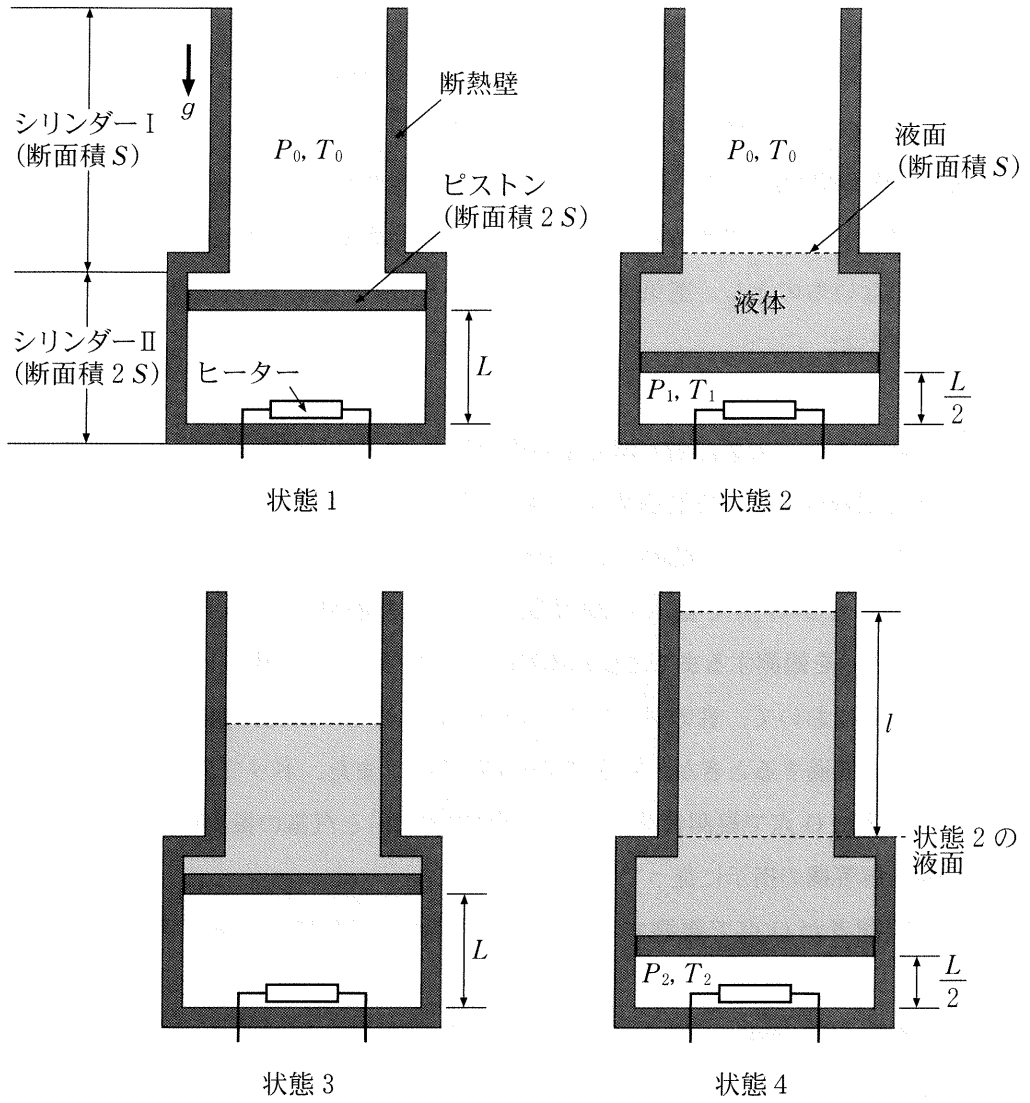 g
シリンダーⅠ
(断面積 S)
P₀, T₀
断熱壁
ピストン
(断面積 2 S)
シリンダーⅡ
(断面積 2 S)
ヒーター
L
状態 1
P₀, T₀
液面
(断面積 S)
液体
P₁, T₁
L/2
状態 2
L
状態 3
l
状態 2 の
液面
P₂, T₂
L/2
状態 4